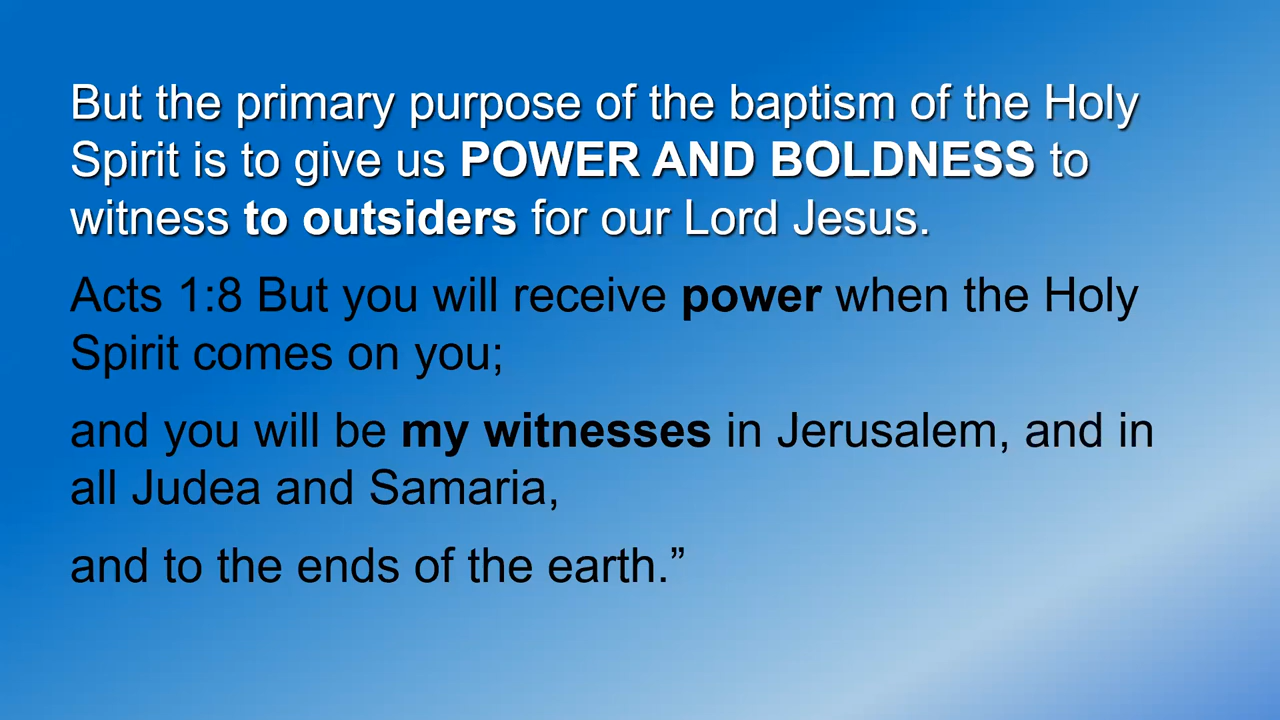 But the primary purpose of the baptism of the Holy
Spirit is to give us POWER AND BOLDNESS to
witness to outsiders for our Lord Jesus.
Acts 1:8 But you will receive power when the Holy
Spirit comes on you;
and you will be my witnesses in Jerusalem, and in
all Judea and Samaria,
and to the ends of the earth.”